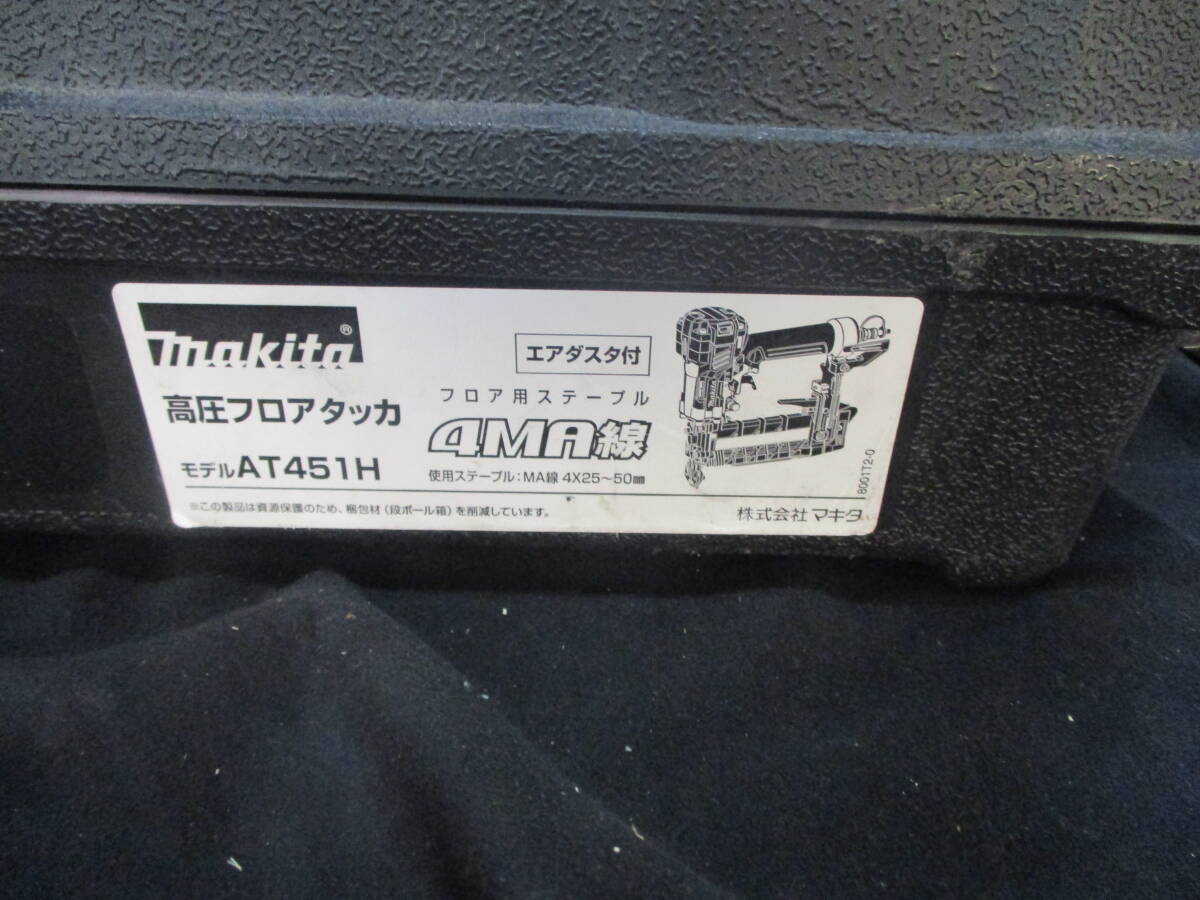 makita®
高圧フロアタッカ
モデルAT451H
エアダスタ付
フロア用ステープル
4MA線
使用ステープル:MA線 4X25~50mm
※この製品は資源保護のため、梱包材(段ボール箱)を削減しています。
株式会社 マキタ
8001T2-0